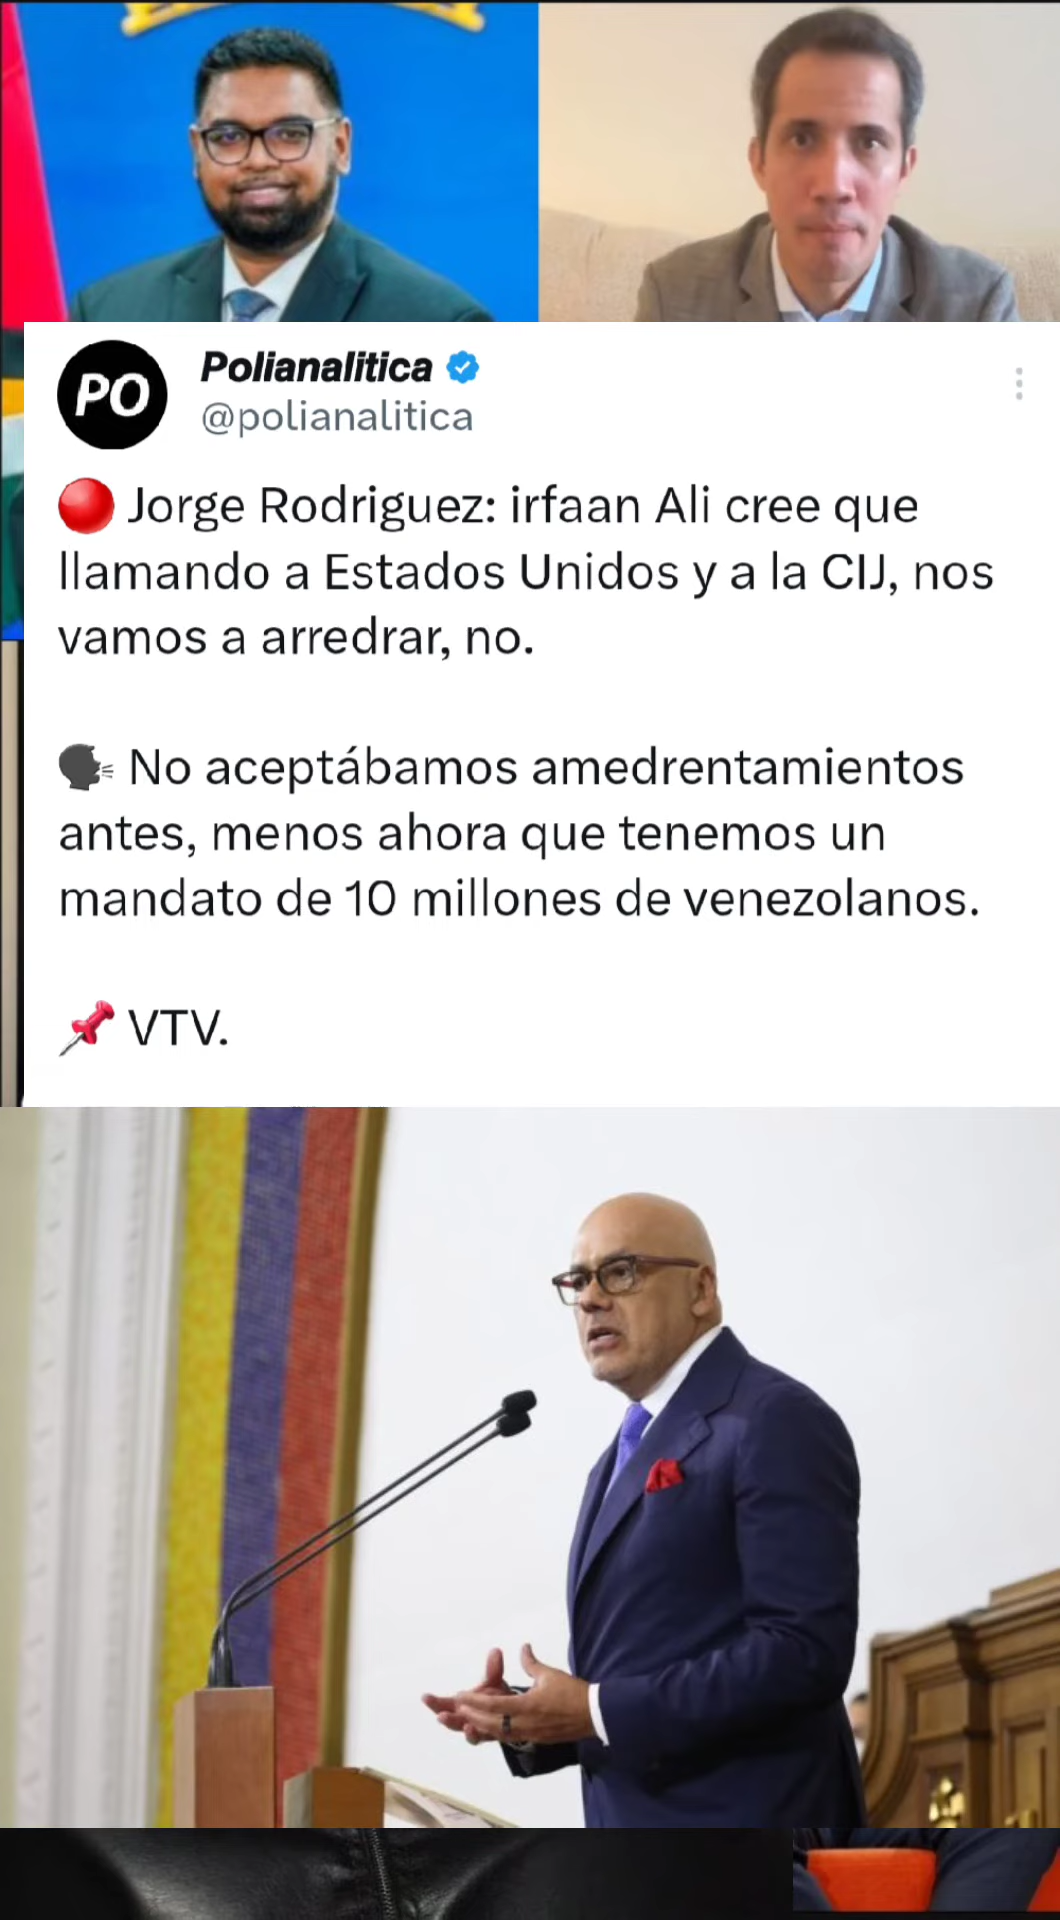 PO
Polianalitica
@polianalitica
Jorge Rodriguez: irfaan Ali cree que
llamando a Estados Unidos y a la CIJ, nos
vamos a arredrar, no.
No aceptábamos amedrentamientos
antes, menos ahora que tenemos un
mandato de 10 millones de venezolanos.
VTV.